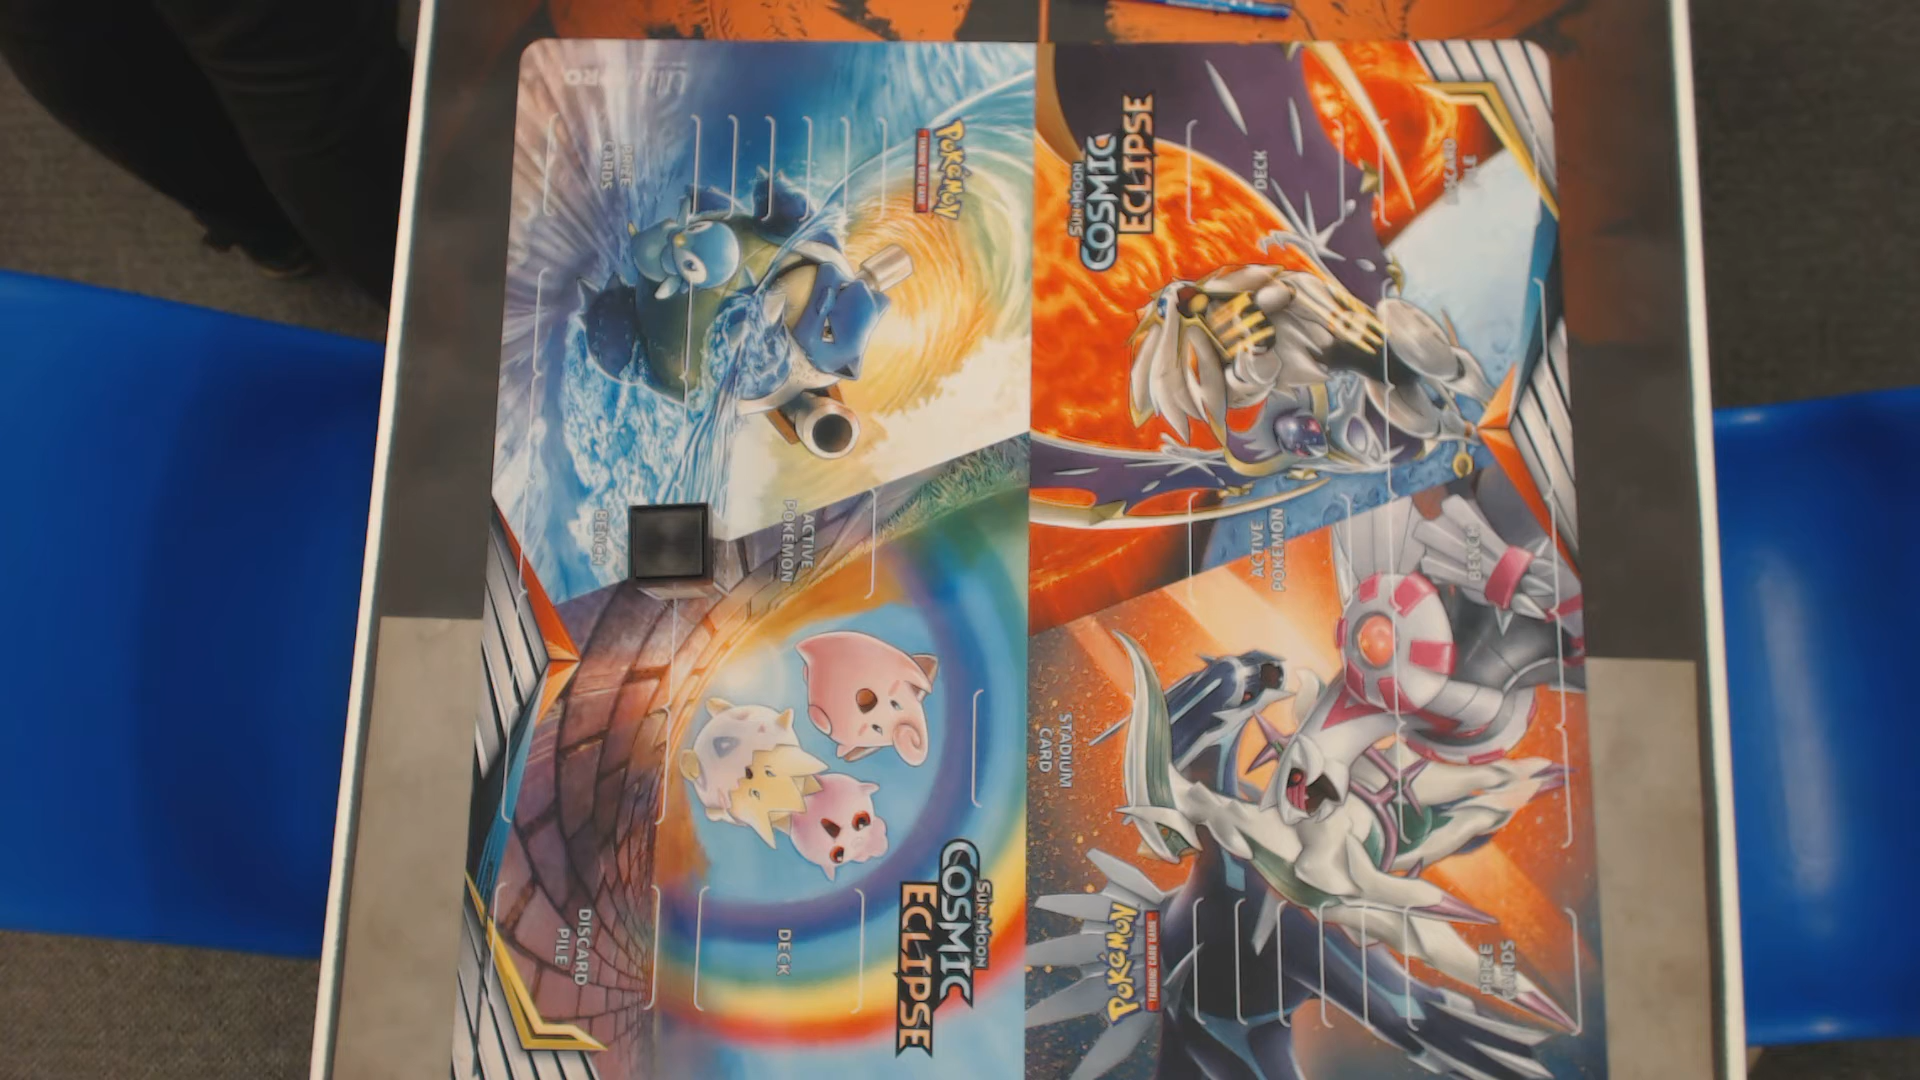 PRO
PRIZE
CARDS
POKéMON
TRADING CARD GAME
BENCH
ACTIVE
POKéMON
DISCARD
PILE
DECK
SUN & MOON
COSMIC
ECLIPSE
SUN & MOON
COSMIC
ECLIPSE
DECK
DISCARD
PILE
ACTIVE
POKéMON
BENCH
STADIUM
CARD
POKéMON
TRADING CARD GAME
PRIZE
CARDS